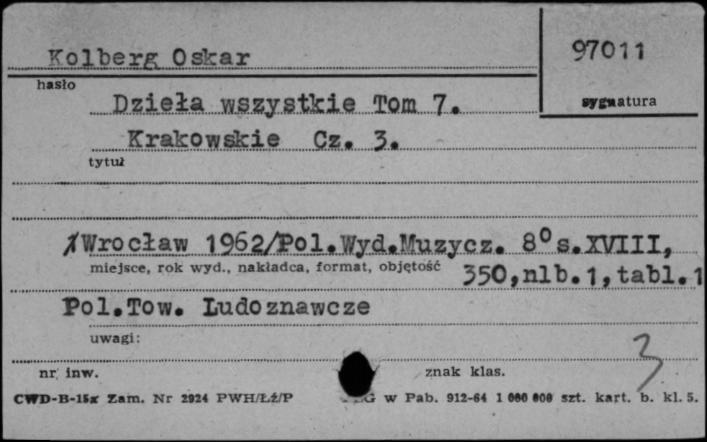 Kolberg Oskar
97011
hasło
sygnatura
Dzieła wszystkie Tom 7.
Krakowskie Cz. 3.
tytuł
/Wrocław 1962/Pol.Wyd.Muzycz. 8⁰ s.XVIII,
miejsce, rok wyd., nakładca, format, objętość
350,nlb.1,tabl.1
Pol.Tow. Ludoznawcze
uwagi:
3
nr inw.
znak klas.
CWD-B-15x Zam. Nr 2924 PWH/Łź/P
w Pab. 912-64 1 000 000 szt. kart. b. kl. 5.